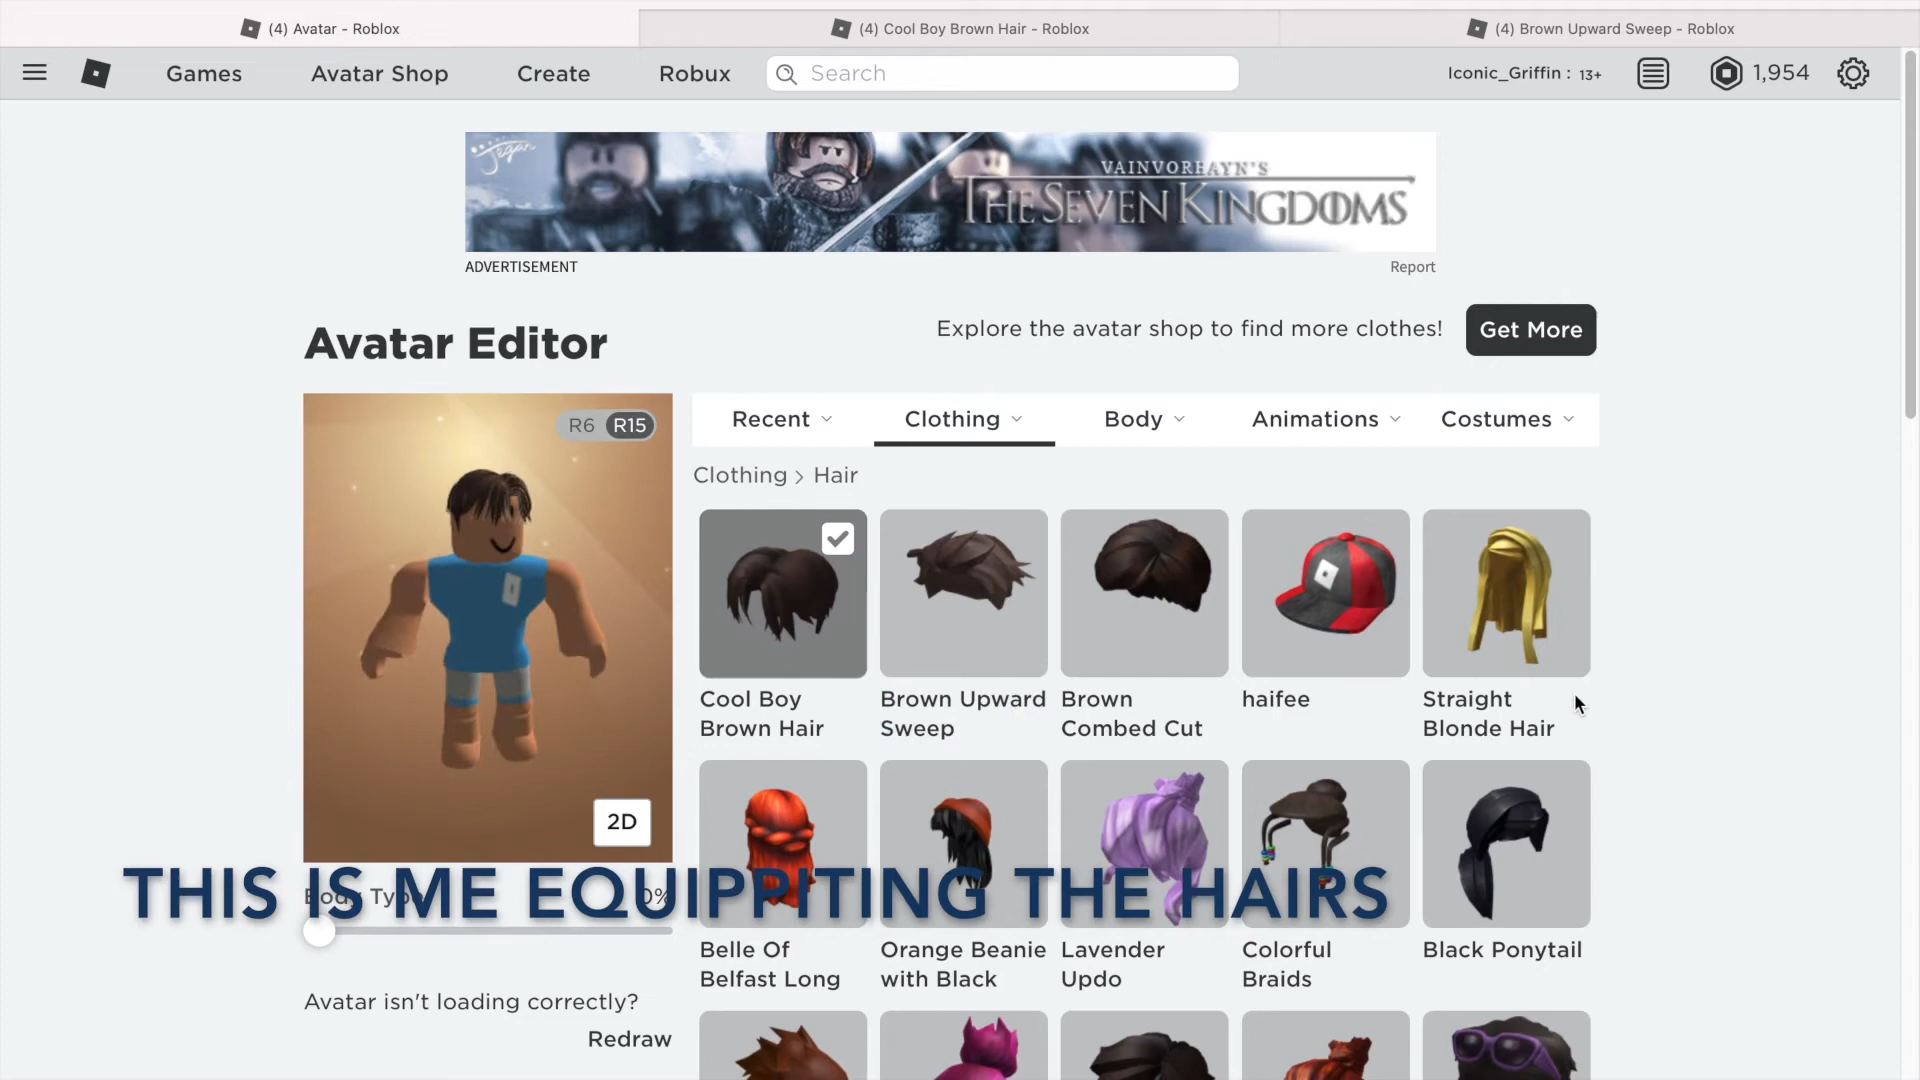 (4) Avatar - Roblox
(4) Cool Boy Brown Hair - Roblox
(4) Brown Upward Sweep - Roblox
Games
Avatar Shop
Create
Robux
Search
Iconic_Griffin : 13+
1,954
Jegan
VAINVORHAYN'S
THE SEVEN KINGDOMS
ADVERTISEMENT
Report
Avatar Editor
Explore the avatar shop to find more clothes!
Get More
R6 R15
Recent
Clothing
Body
Animations
Costumes
Clothing > Hair
Cool Boy
Brown Hair
Brown Upward
Sweep
Brown
Combed Cut
haifee
Straight
Blonde Hair
2D
THIS IS ME EQUIPPITING THE HAIRS
Body Type
0%
Belle Of
Belfast Long
Orange Beanie
with Black
Lavender
Updo
Colorful
Braids
Black Ponytail
Avatar isn't loading correctly?
Redraw